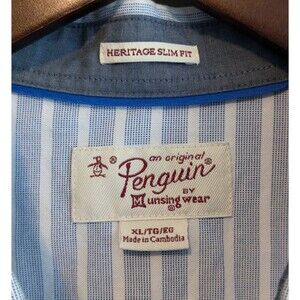 HERITAGE SLIM FIT
an original
Penguin®
BY
Munsingwear
XL/TG/EG
Made in Cambodia